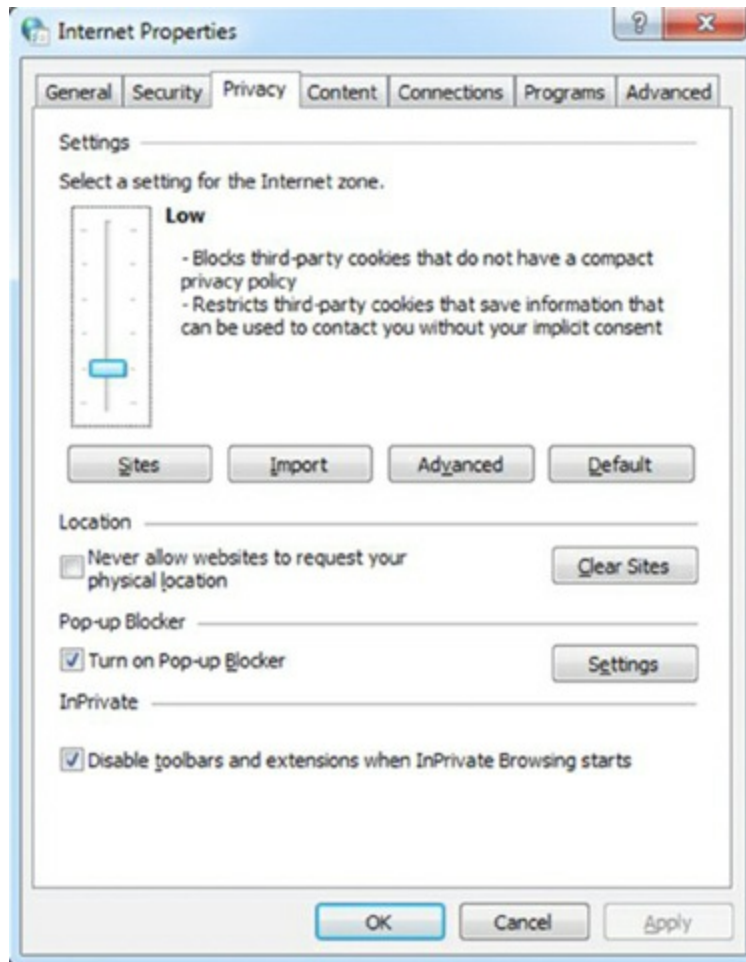 Internet Properties
?
General Security Privacy Content Connections Programs Advanced
Settings
Select a setting for the Internet zone.
Low
- Blocks third-party cookies that do not have a compact
privacy policy
- Restricts third-party cookies that save information that
can be used to contact you without your implicit consent
Sites Import Advanced Default
Location
Never allow websites to request your
physical location
Clear Sites
Pop-up Blocker
Turn on Pop-up Blocker
Settings
InPrivate
Disable toolbars and extensions when InPrivate Browsing starts
OK Cancel Apply